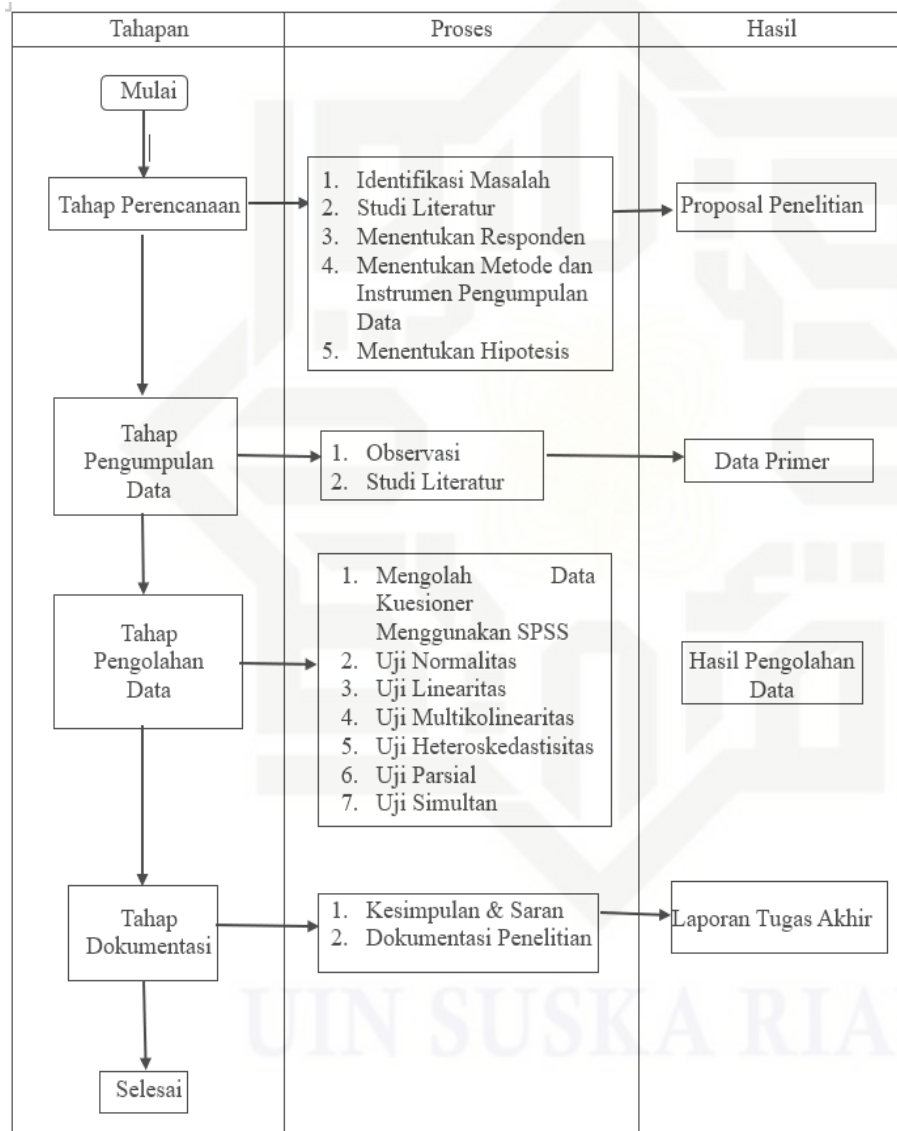 Tahapan
Proses
Hasil
Mulai
Tahap Perencanaan
1. Identifikasi Masalah
2. Studi Literatur
3. Menentukan Responden
4. Menentukan Metode dan
Instrumen Pengumpulan
Data
5. Menentukan Hipotesis
Proposal Penelitian
Tahap
Pengumpulan
Data
1. Observasi
2. Studi Literatur
Data Primer
Tahap
Pengolahan
Data
1. Mengolah Data
Kuesioner
Menggunakan SPSS
2. Uji Normalitas
3. Uji Linearitas
4. Uji Multikolinearitas
5. Uji Heteroskedastisitas
6. Uji Parsial
7. Uji Simultan
Hasil Pengolahan
Data
Tahap
Dokumentasi
1. Kesimpulan & Saran
2. Dokumentasi Penelitian
Laporan Tugas Akhir
Selesai
UIN SUSKA RIA